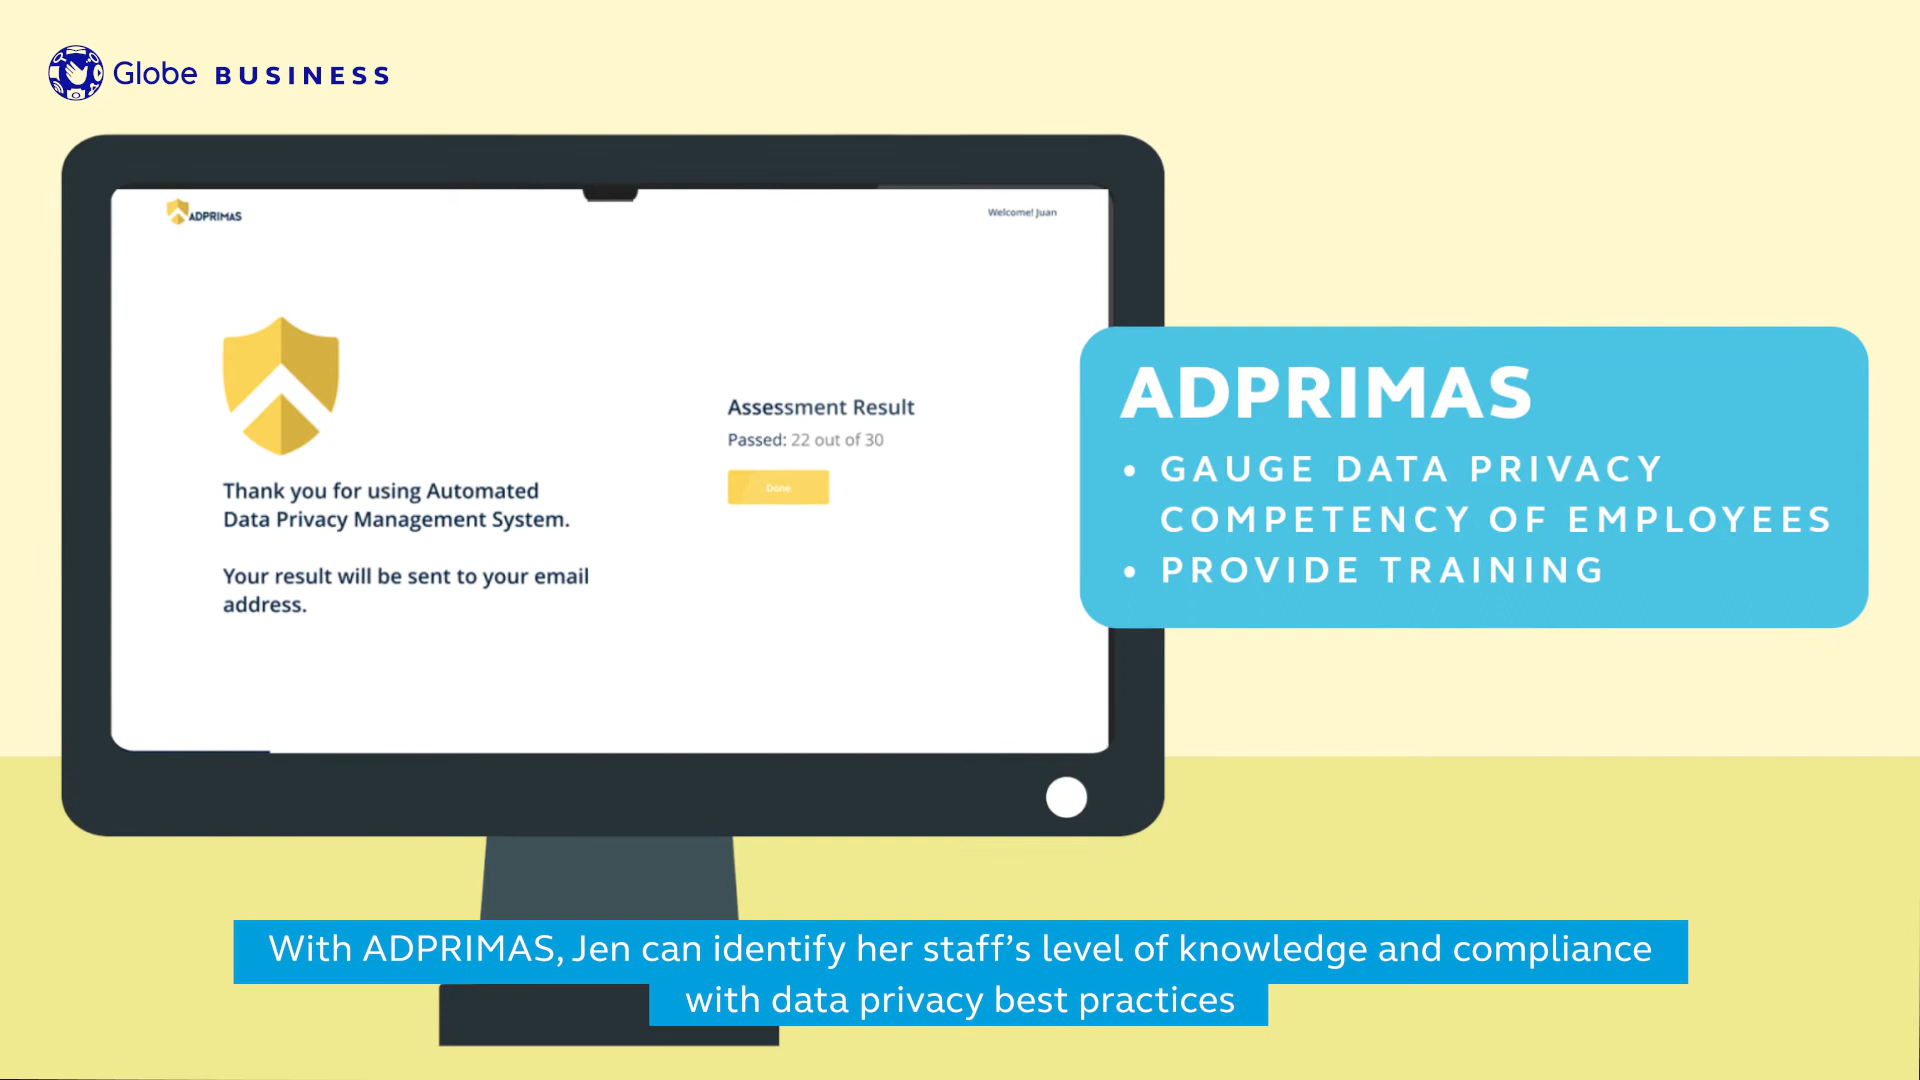 Globe BUSINESS
ADPRIMAS
Welcome! Juan
Assessment Result
Passed: 22 out of 30
Done
Thank you for using Automated
Data Privacy Management System.
Your result will be sent to your email
address.
ADPRIMAS
• GAUGE DATA PRIVACY
COMPETENCY OF EMPLOYEES
• PROVIDE TRAINING
With ADPRIMAS, Jen can identify her staff’s level of knowledge and compliance
with data privacy best practices